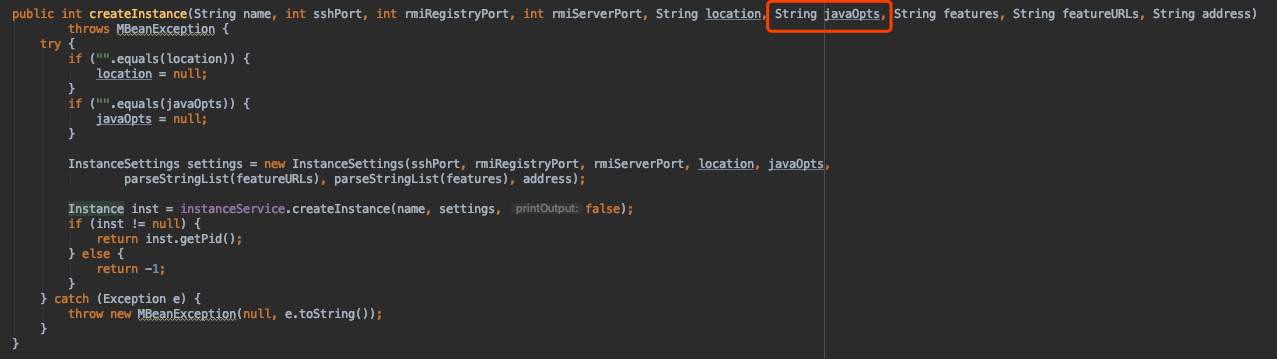 public int createInstance(String name, int sshPort, int rmiRegistryPort, int rmiServerPort, String location, String javaOpts, String features, String featureURLs, String address)
throws MBeanException {
try {
if ("".equals(location)) {
location = null;
}
if ("".equals(javaOpts)) {
javaOpts = null;
}
InstanceSettings settings = new InstanceSettings(sshPort, rmiRegistryPort, rmiServerPort, location, javaOpts,
parseStringList(featureURLs), parseStringList(features), address);
Instance inst = instanceService.createInstance(name, settings, printOutput: false);
if (inst != null) {
return inst.getPid();
} else {
return -1;
}
} catch (Exception e) {
throw new MBeanException(null, e.toString());
}
}